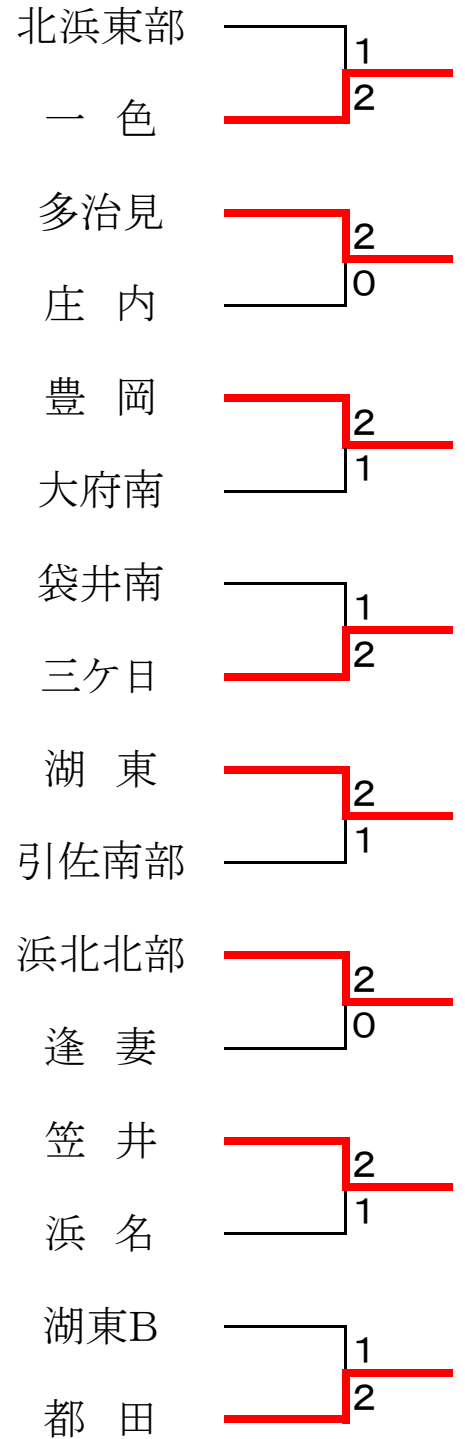 北浜東部
1
2
一 色
多治見
2
0
庄 内
豊 岡
2
1
大府南
袋井南
1
2
三ケ日
湖 東
2
1
引佐南部
浜北北部
2
0
逢 妻
笠 井
2
1
浜 名
湖東B
1
2
都 田